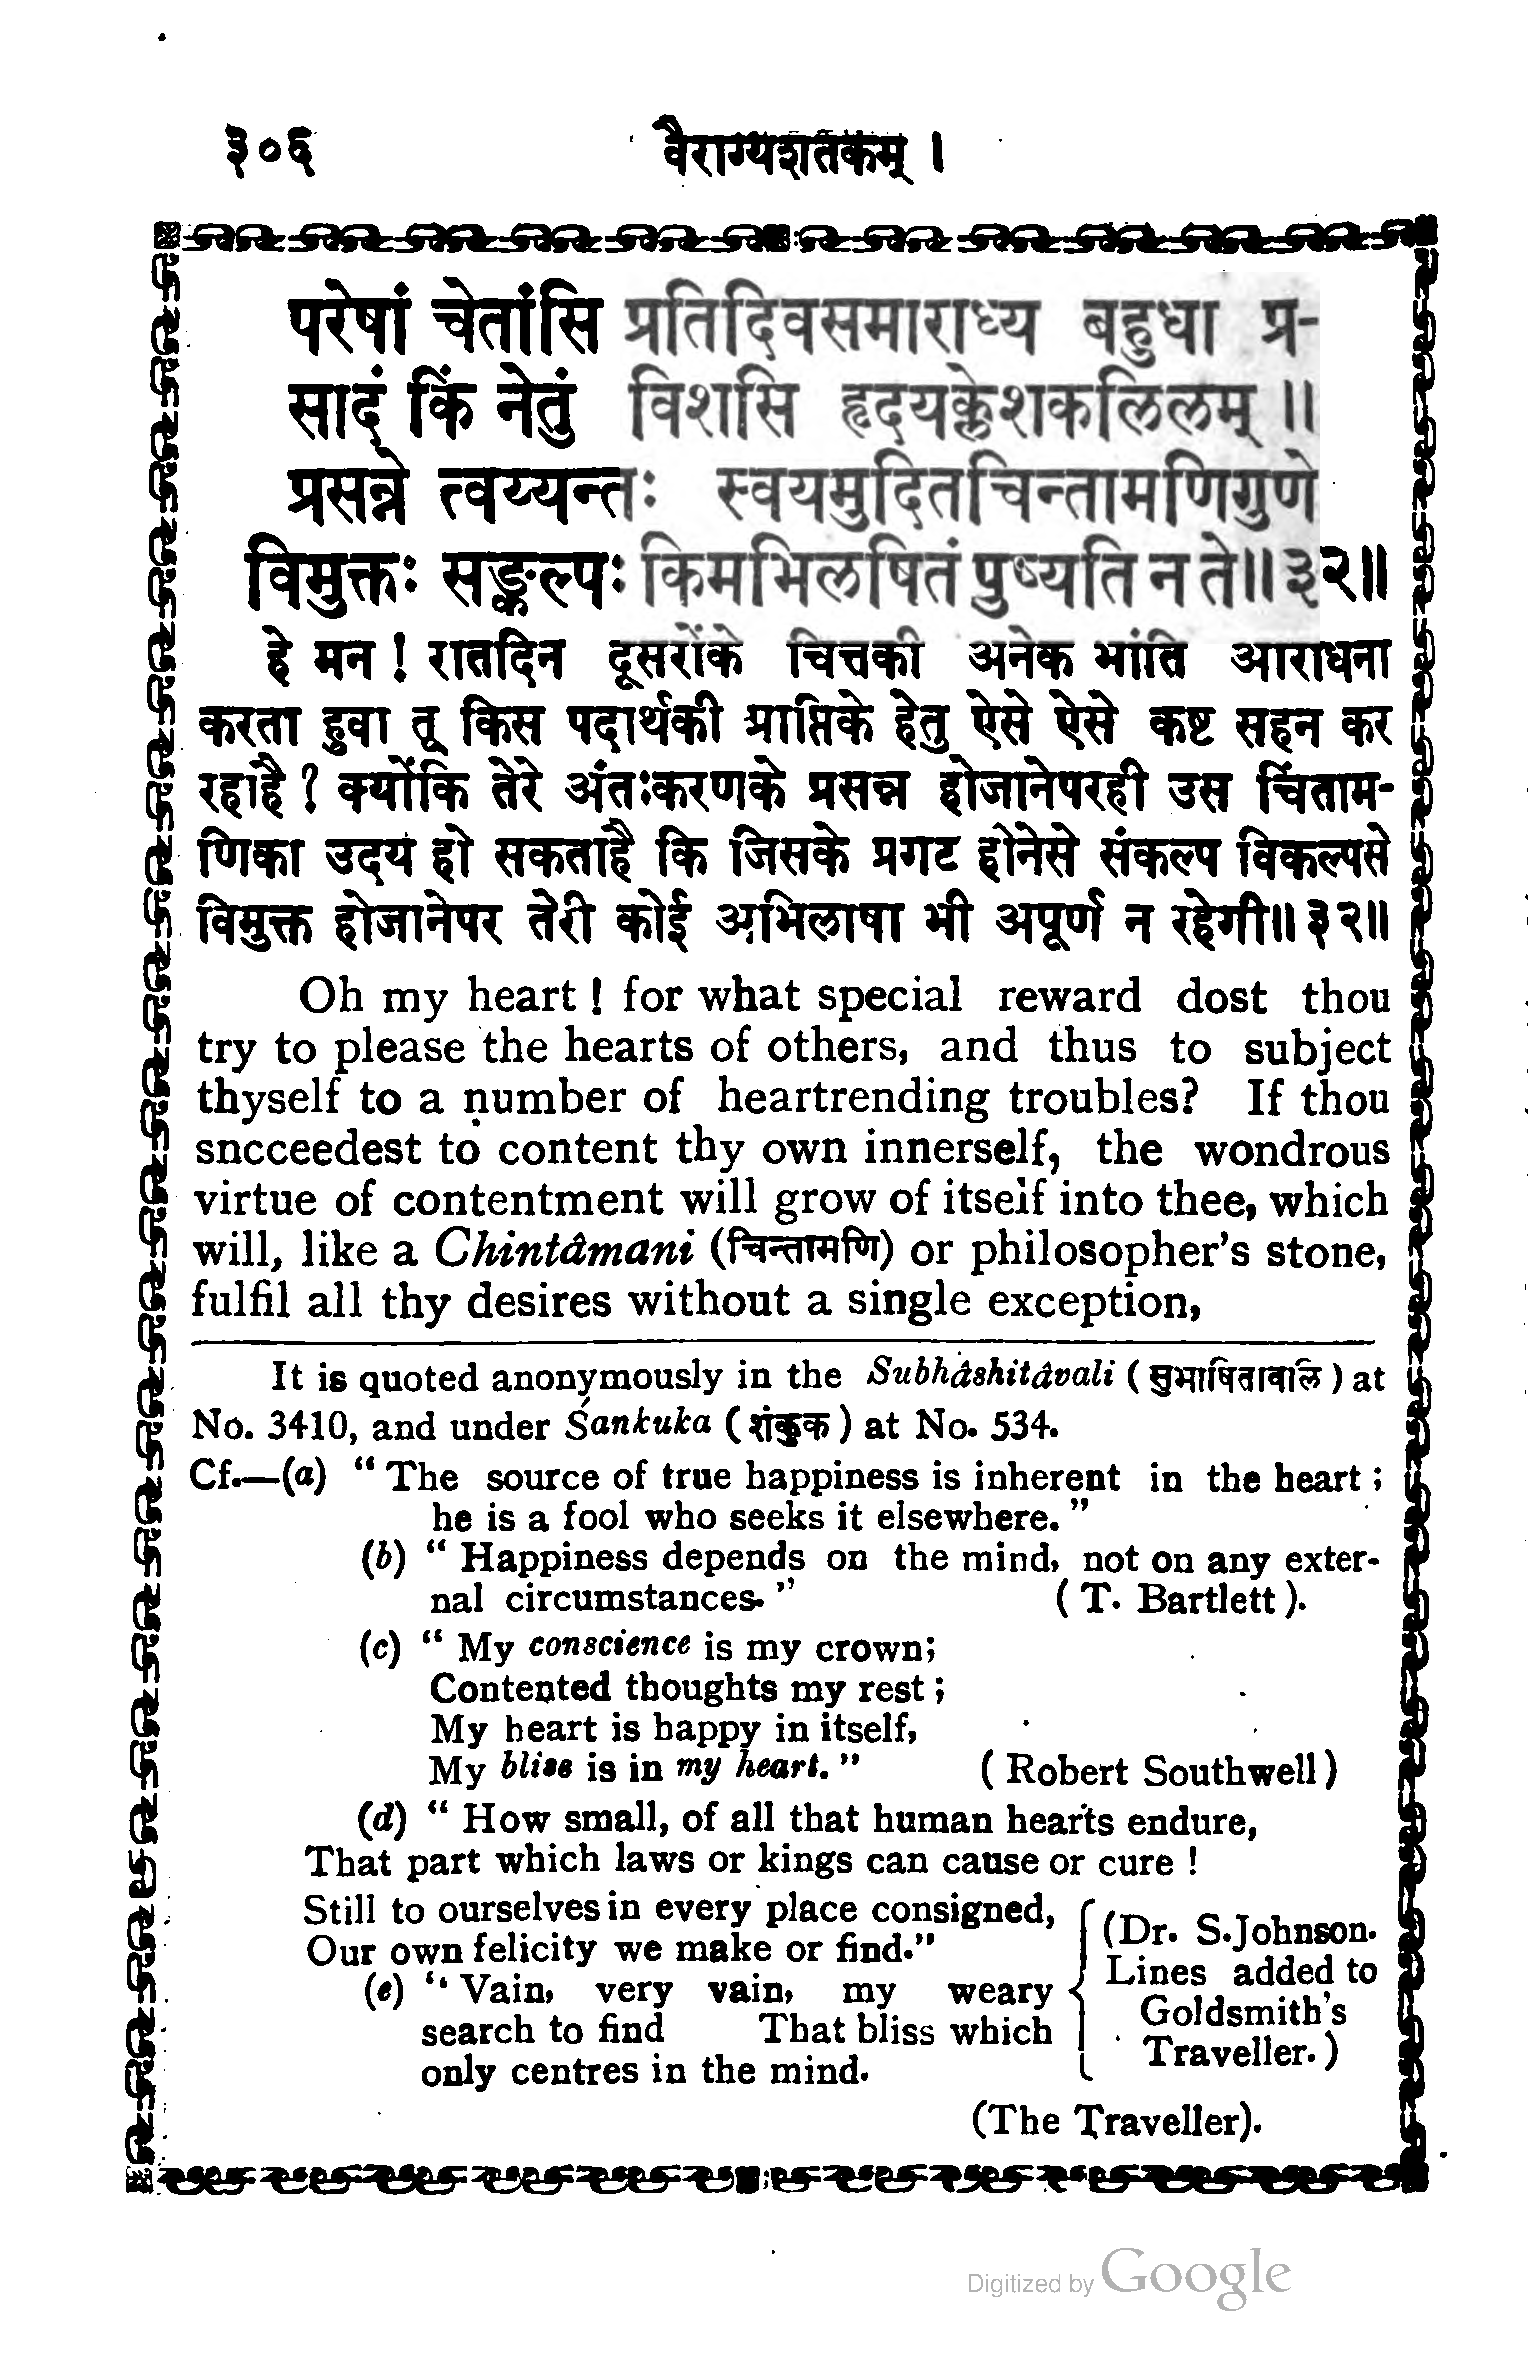 ३०६ वैराग्यशतकम् ।
परेषां चेतांसि प्रतिदिवसमाराध्य बहुधा प्र-
सादं किं नेतुं विशसि हृदयक्लेशकलिलम् ॥
प्रसन्ने त्वय्यन्तः स्वयमुदितचिन्तामणिगुणे
विमुक्तः सङ्कल्पः किमभिलषितं पुष्यति न ते॥३२॥
हे मन ! रातदिन दूसरोंके चित्तकी अनेक भांति आराधना
करता हुवा तू किस पदार्थकी प्राप्तिके हेतु ऐसे ऐसे कष्ट सहन कर
रहाहै ? क्योंकि तेरे अंतःकरणके प्रसन्न होजानेपरही उस चिंताम-
णिका उदय हो सकताहै कि जिसके प्रगट होनेसे संकल्प विकल्पसे
विमुक्त होजानेपर तेरी कोई अभिलाषा भी अपूर्ण न रहेगी॥३२॥
Oh my heart ! for what special reward dost thou
try to please the hearts of others, and thus to subject
thyself to a number of heartrending troubles? If thou
sncceedest to content thy own innerself, the wondrous
virtue of contentment will grow of itself into thee, which
will, like a Chintâmani (चिन्तामणि) or philosopher's stone,
fulfil all thy desires without a single exception,
It is quoted anonymously in the Subhâshitâvali ( सुभाषितावलि ) at
No. 3410, and under Śankuka ( शंकुक ) at No. 534.
Cf.—(a) “ The source of true happiness is inherent in the heart ;
he is a fool who seeks it elsewhere. ”
(b) “ Happiness depends on the mind, not on any exter-
nal circumstances. ” ( T. Bartlett ).
(c) “ My conscience is my crown;
Contented thoughts my rest ;
My heart is happy in itself,
My bliss is in my heart. ” ( Robert Southwell )
(d) “ How small, of all that human hearts endure,
That part which laws or kings can cause or cure !
Still to ourselves in every place consigned,
Our own felicity we make or find.” (Dr. S.Johnson.
Lines added to
Goldsmith's
Traveller. )
(e) “ Vain, very vain, my weary
search to find That bliss which
only centres in the mind.
(The Traveller).
Digitized by Google